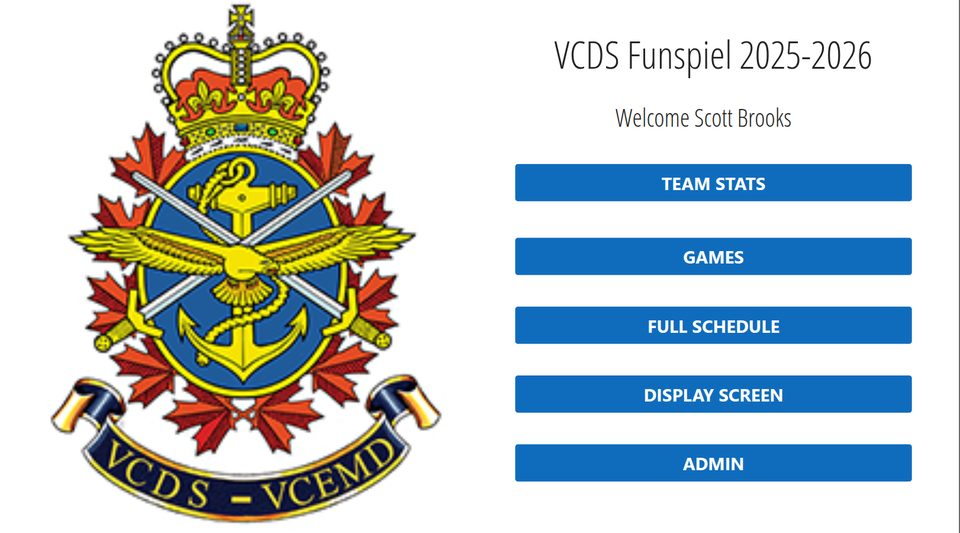 VCDS Funspiel 2025-2026
Welcome Scott Brooks
TEAM STATS
GAMES
FULL SCHEDULE
DISPLAY SCREEN
ADMIN
VCDS - VCEMD